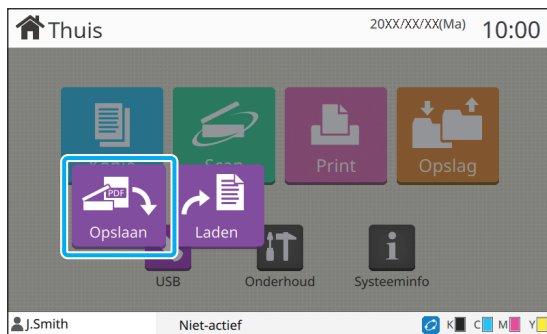 Thuis
20XX/XX/XX(Ma)
10:00
Print
Opslag
PDF
Opslaan
Laden
USB
Onderhoud
Systeeminfo
J.Smith
Niet-actief
K C M Y